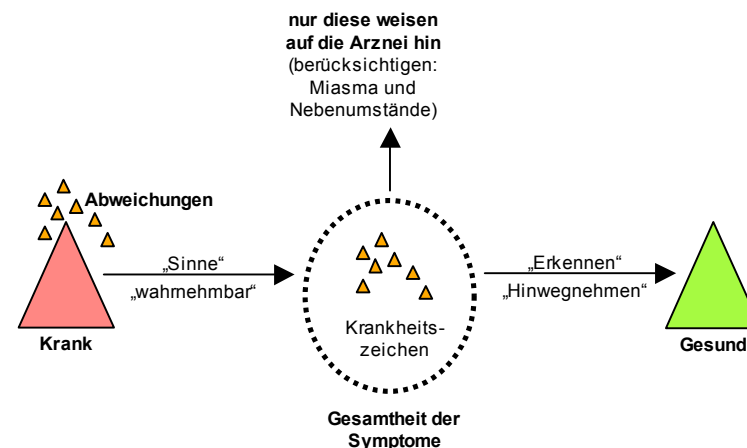 nur diese weisen
auf die Arznei hin
(berücksichtigen:
Miasma und
Nebenumstände)
Abweichungen
„Sinne“
„wahrnehmbar“
„Erkennen“
„Hinwegnehmen“
Krankheits-
zeichen
Krank
Gesund
Gesamtheit der
Symptome